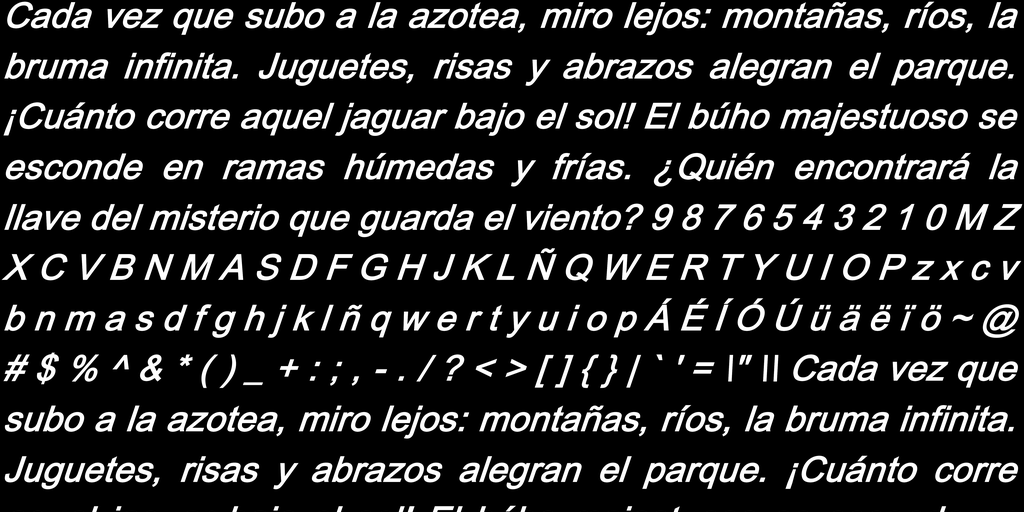 Cada vez que subo a la azotea, miro lejos: montañas, ríos, la
bruma infinita. Juguetes, risas y abrazos alegran el parque.
¡Cuánto corre aquel jaguar bajo el sol! El búho majestuoso se
esconde en ramas húmedas y frías. ¿Quién encontrará la
llave del misterio que guarda el viento? 9 8 7 6 5 4 3 2 1 0 M Z
X C V B N M A S D F G H J K L Ñ Q W E R T Y U I O P z x c v
b n m a s d f g h j k l ñ q w e r t y u i o p Á É Í Ó Ú ü ä ë ï ö ~ @
# $ % ^ & * ( ) _ + : ; , - . / ? < > [ ] { } | ` ' = \" \\ Cada vez que
subo a la azotea, miro lejos: montañas, ríos, la bruma infinita.
Juguetes, risas y abrazos alegran el parque. ¡Cuánto corre